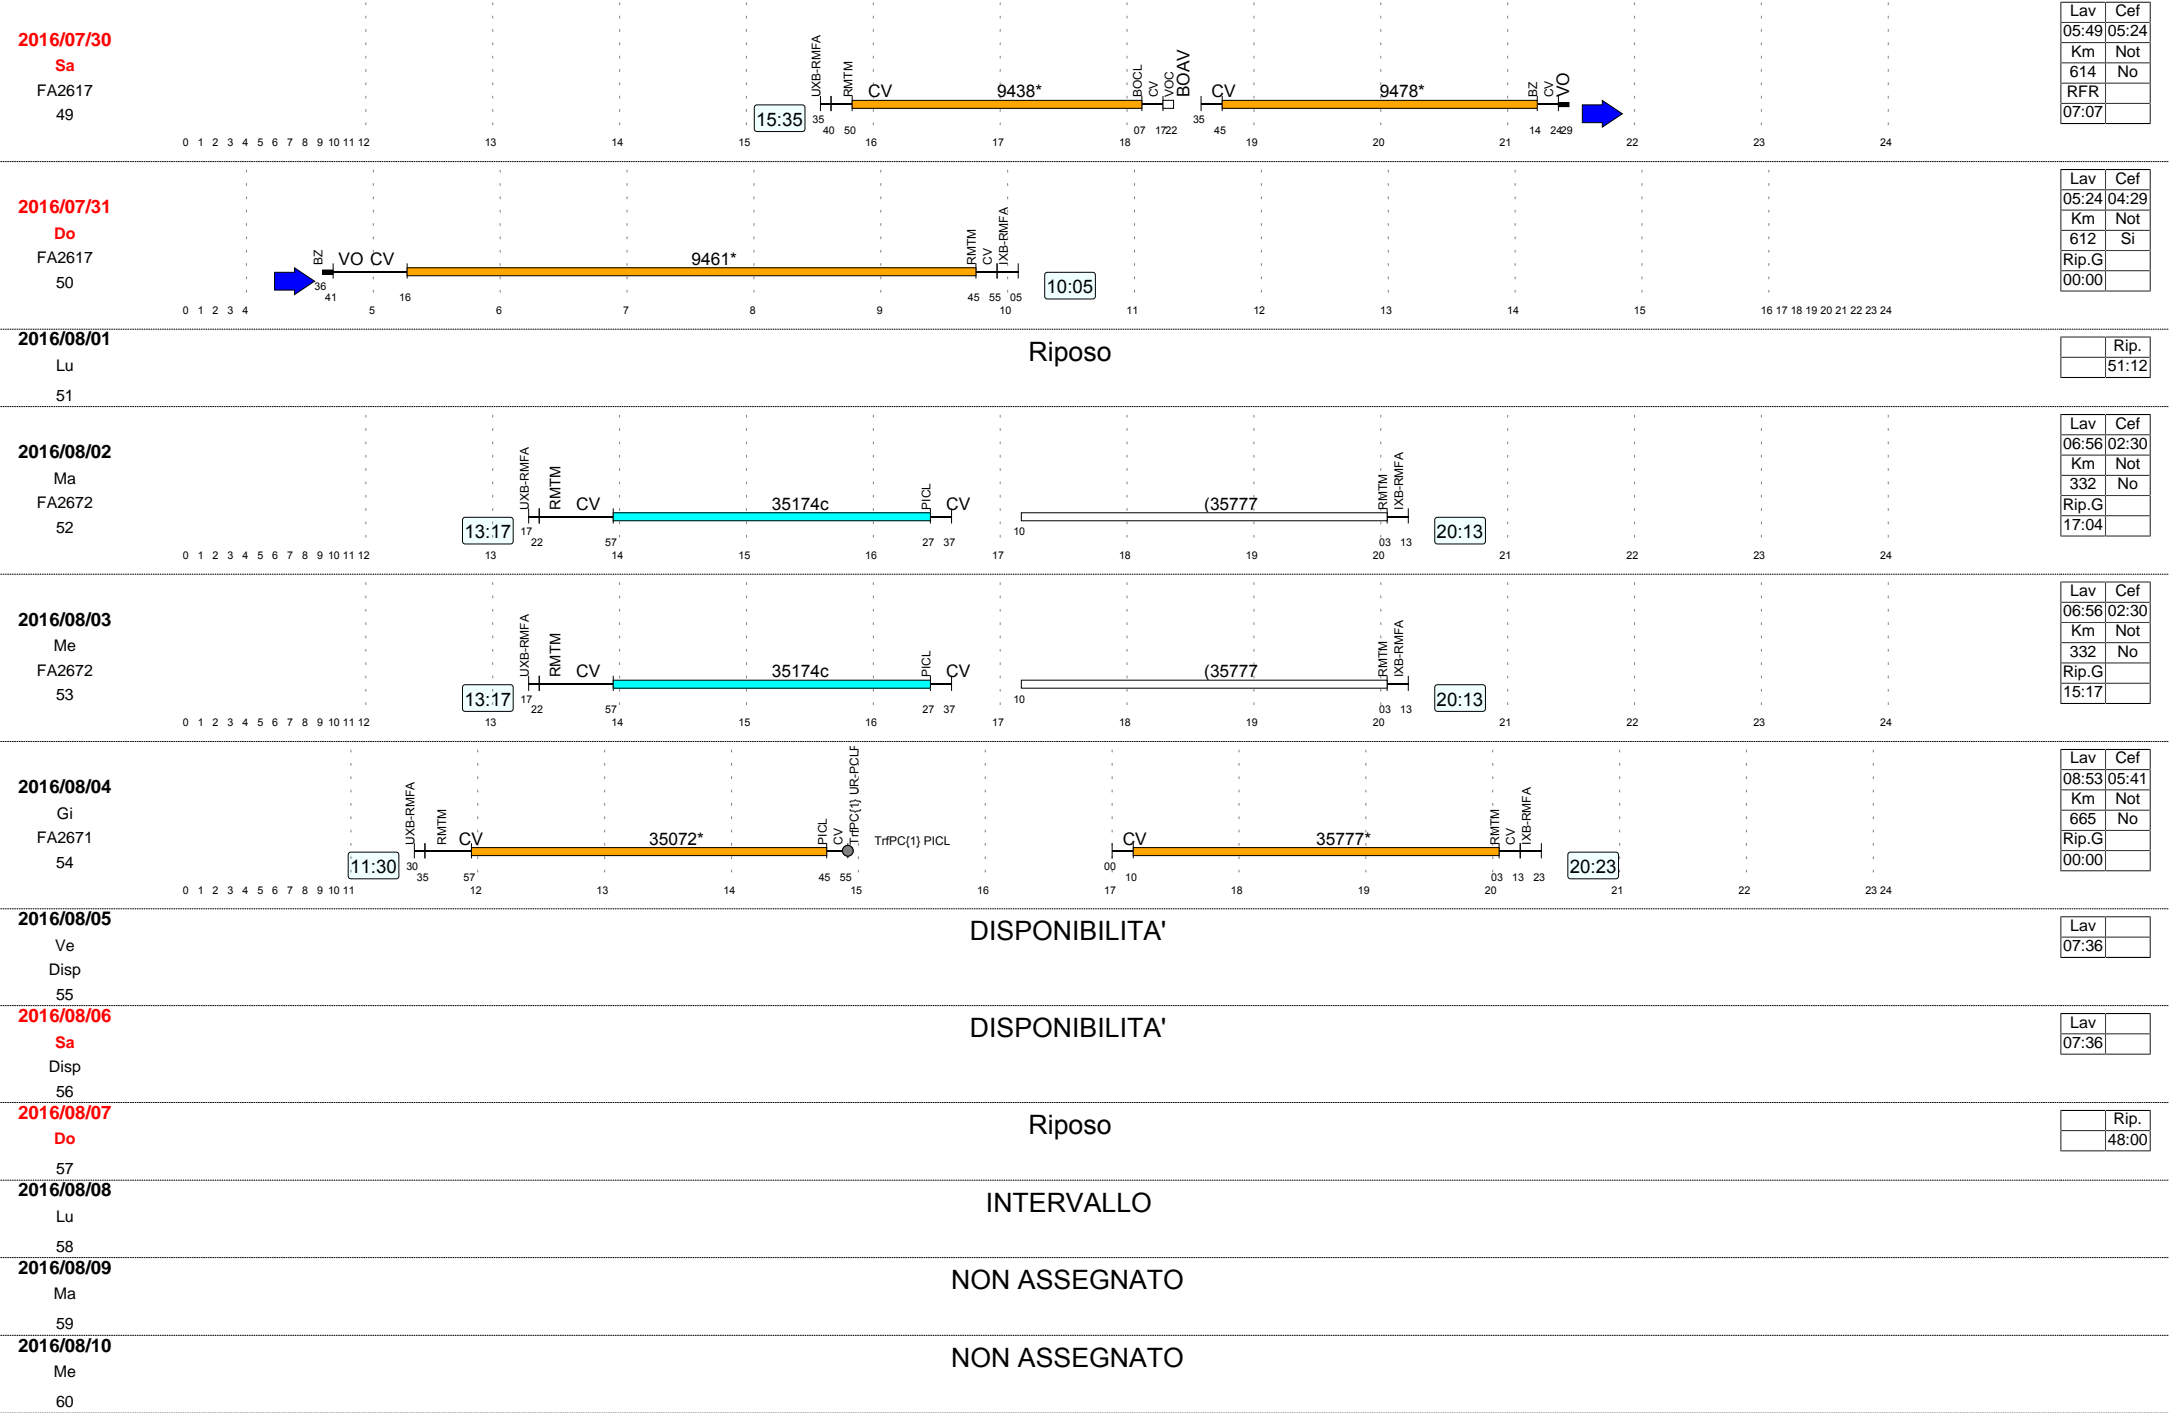 2016/07/30
Sa
FA2617
49
15:35
UXB-RMFA RMTM CV 9438* BOCL CV VOC BOAV CV 9478* BZ CV VO
35 40 50 07 17 22 35 45 14 24 29
0 1 2 3 4 5 6 7 8 9 10 11 12 13 14 15 16 17 18 19 20 21 22 23 24
Lav Cef
05:49 05:24
Km Not
614 No
RFR
07:07
2016/07/31
Do
FA2617
50
BZ VO CV 9461* RMTM CV IXB-RMFA
36 41 16 45 55 05
10:05
0 1 2 3 4 5 6 7 8 9 10 11 12 13 14 15 16 17 18 19 20 21 22 23 24
Lav Cef
05:24 04:29
Km Not
612 Si
Rip.G
00:00
2016/08/01
Lu
51
Riposo
Rip.
51:12
2016/08/02
Ma
FA2672
52
13:17
UXB-RMFA RMTM CV 35174c PICL CV (35777 RMTM IXB-RMFA
17 22 57 27 37 10 03 13
20:13
0 1 2 3 4 5 6 7 8 9 10 11 12 13 14 15 16 17 18 19 20 21 22 23 24
Lav Cef
06:56 02:30
Km Not
332 No
Rip.G
17:04
2016/08/03
Me
FA2672
53
13:17
UXB-RMFA RMTM CV 35174c PICL CV (35777 RMTM IXB-RMFA
17 22 57 27 37 10 03 13
20:13
0 1 2 3 4 5 6 7 8 9 10 11 12 13 14 15 16 17 18 19 20 21 22 23 24
Lav Cef
06:56 02:30
Km Not
332 No
Rip.G
15:17
2016/08/04
Gi
FA2671
54
11:30
UXB-RMFA RMTM CV 35072* PICL CV TrfPC{1} TrfPC{1} PICL CV 35777* RMTM CV IXB-RMFA
30 35 57 45 55 00 10 03 13 23
20:23
0 1 2 3 4 5 6 7 8 9 10 11 12 13 14 15 16 17 18 19 20 21 22 23 24
Lav Cef
08:53 05:41
Km Not
665 No
Rip.G
00:00
2016/08/05
Ve
Disp
55
DISPONIBILITA'
Lav
07:36
2016/08/06
Sa
Disp
56
DISPONIBILITA'
Lav
07:36
2016/08/07
Do
57
Riposo
Rip.
48:00
2016/08/08
Lu
58
INTERVALLO
2016/08/09
Ma
59
NON ASSEGNATO
2016/08/10
Me
60
NON ASSEGNATO